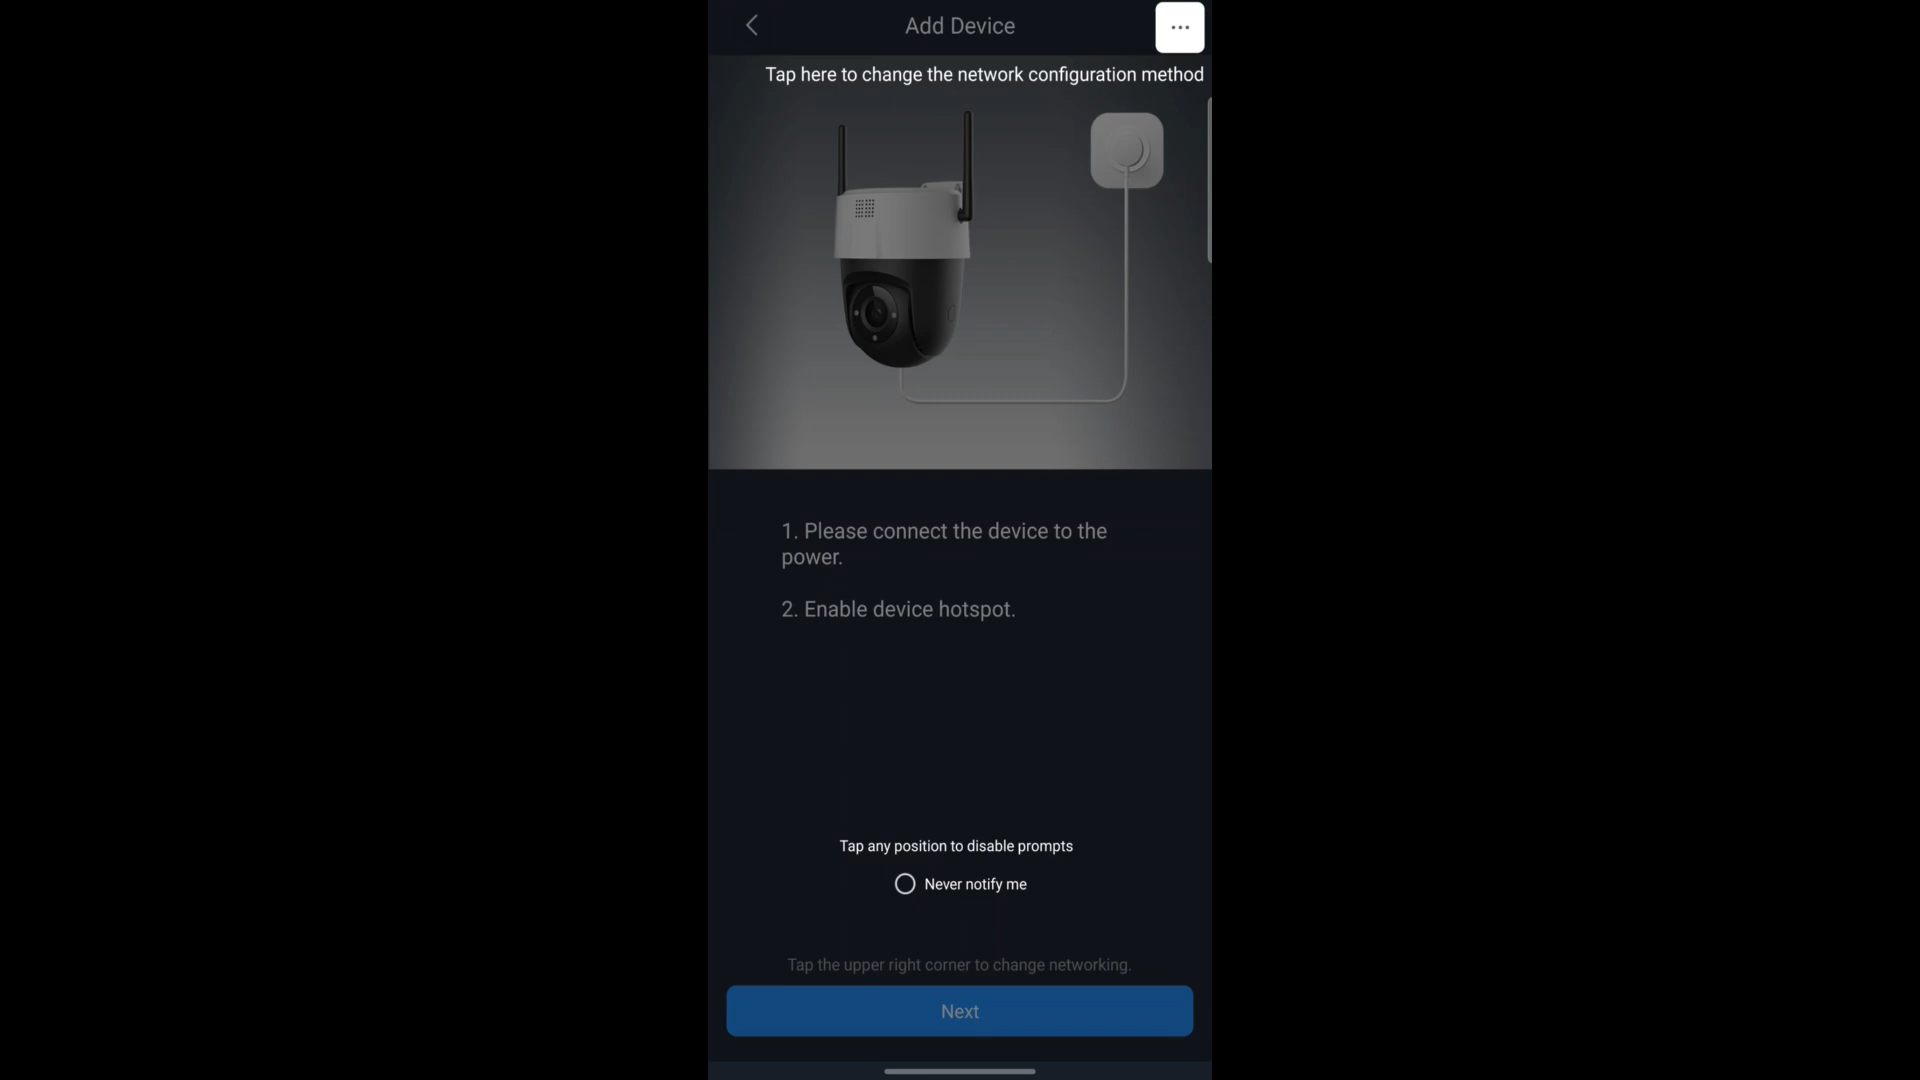 Add Device
...
Tap here to change the network configuration method
1. Please connect the device to the
power.
2. Enable device hotspot.
Tap any position to disable prompts
Never notify me
Tap the upper right corner to change networking.
Next